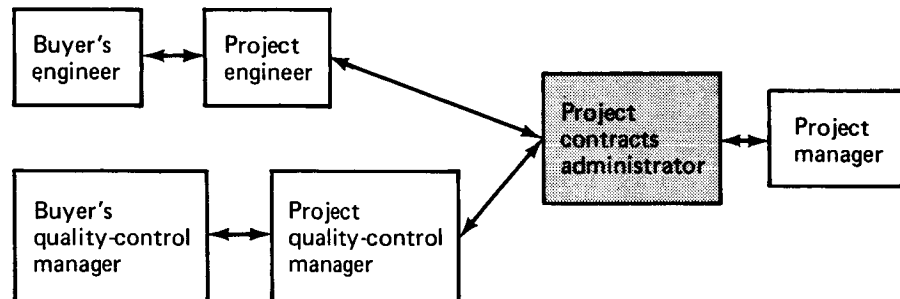 Buyer's
engineer
Project
engineer
Project
contracts
administrator
Project
manager
Buyer's
quality-control
manager
Project
quality-control
manager